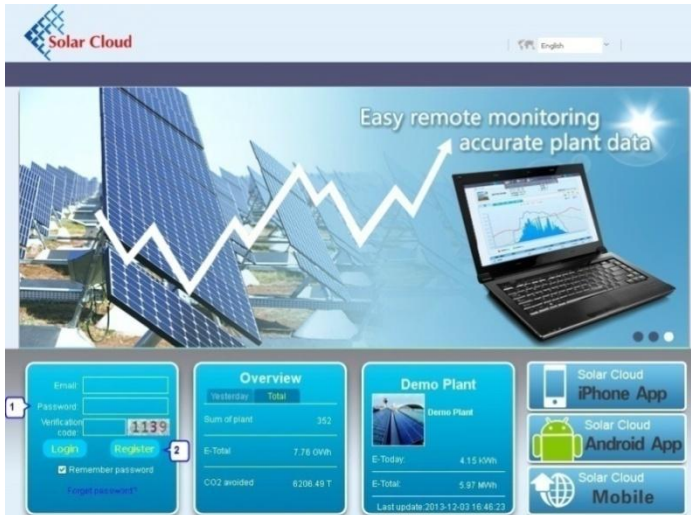 Solar Cloud
English
Easy remote monitoring
accurate plant data
1
Email:
Password:
Verification
code:
1139
Login
Register
2
Remember password
Forget password?
Overview
Yesterday
Total
Sum of plant
352
E-Total
7.76 GWh
CO2 avoided
6206.49 T
Demo Plant
Demo Plant
E-Today:
4.15 kWh
E-Total:
5.97 MWh
Last update:2013-12-03 16:46:23
Solar Cloud
iPhone App
Solar Cloud
Android App
Solar Cloud
Mobile